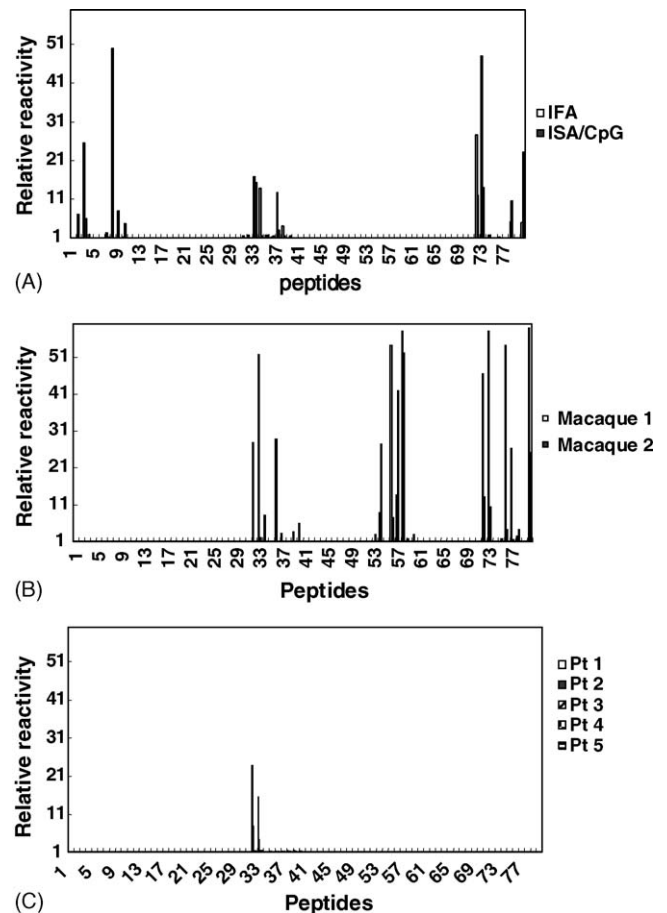 Relative reactivity
51
41
31
21
11
1
1 5 9 13 17 21 25 29 33 37 41 45 49 53 57 61 65 69 73 77
peptides
(A)
IFA
ISA/CpG
Relative reactivity
51
41
31
21
11
1
1 5 9 13 17 21 25 29 33 37 41 45 49 53 57 61 65 69 73 77
Peptides
(B)
Macaque 1
Macaque 2
Relative reactivity
51
41
31
21
11
1
1 5 9 13 17 21 25 29 33 37 41 45 49 53 57 61 65 69 73 77
Peptides
(C)
Pt 1
Pt 2
Pt 3
Pt 4
Pt 5